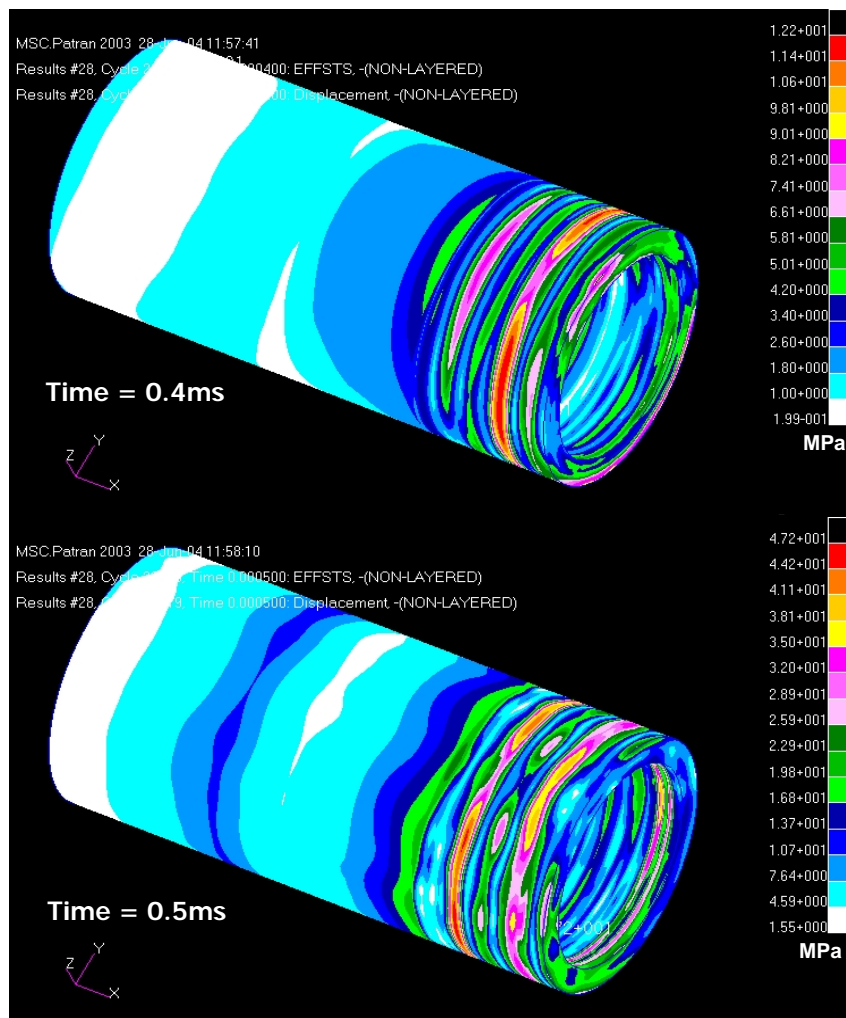 MSC.Patran 2003 28- 04 11:57:41
Results #28, Cycle 00400: EFFSTS, -(NON-LAYERED)
Results #28, 00: Displacement, -(NON-LAYERED)
1.22+001
1.14+001
1.06+001
9.81+000
9.01+000
8.21+000
7.41+000
6.61+000
5.81+000
5.01+000
4.20+000
3.40+000
2.60+000
1.80+000
1.00+000
1.99-001
MPa
Time = 0.4ms
Y
Z
X
MSC.Patran 2003 28-Jun-04 11:58:10
Results #28, Time 0.000500: EFFSTS, -(NON-LAYERED)
Results #28, Time 0.000500: Displacement, -(NON-LAYERED)
4.72+001
4.42+001
4.11+001
3.81+001
3.50+001
3.20+001
2.89+001
2.59+001
2.29+001
1.98+001
1.68+001
1.37+001
1.07+001
7.64+000
4.59+000
1.55+000
MPa
Time = 0.5ms
2+001
Y
Z
X